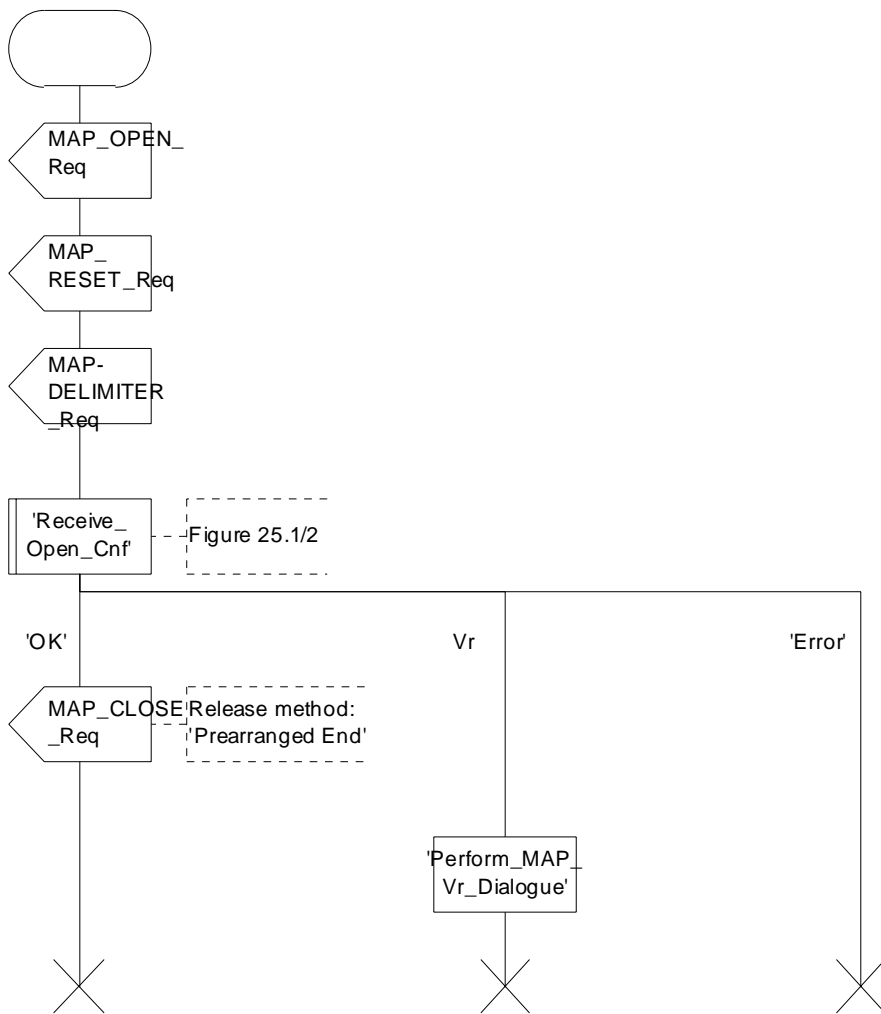 MAP_OPEN_
Req
MAP_
RESET_Req
MAP-
DELIMITER
_Req
'Receive_
Open_Cnf'
Figure 25.1/2
'OK'
Vr
'Error'
MAP_CLOSE
_Req
Release method:
'Prearranged End'
'Perform_MAP_
Vr_Dialogue'